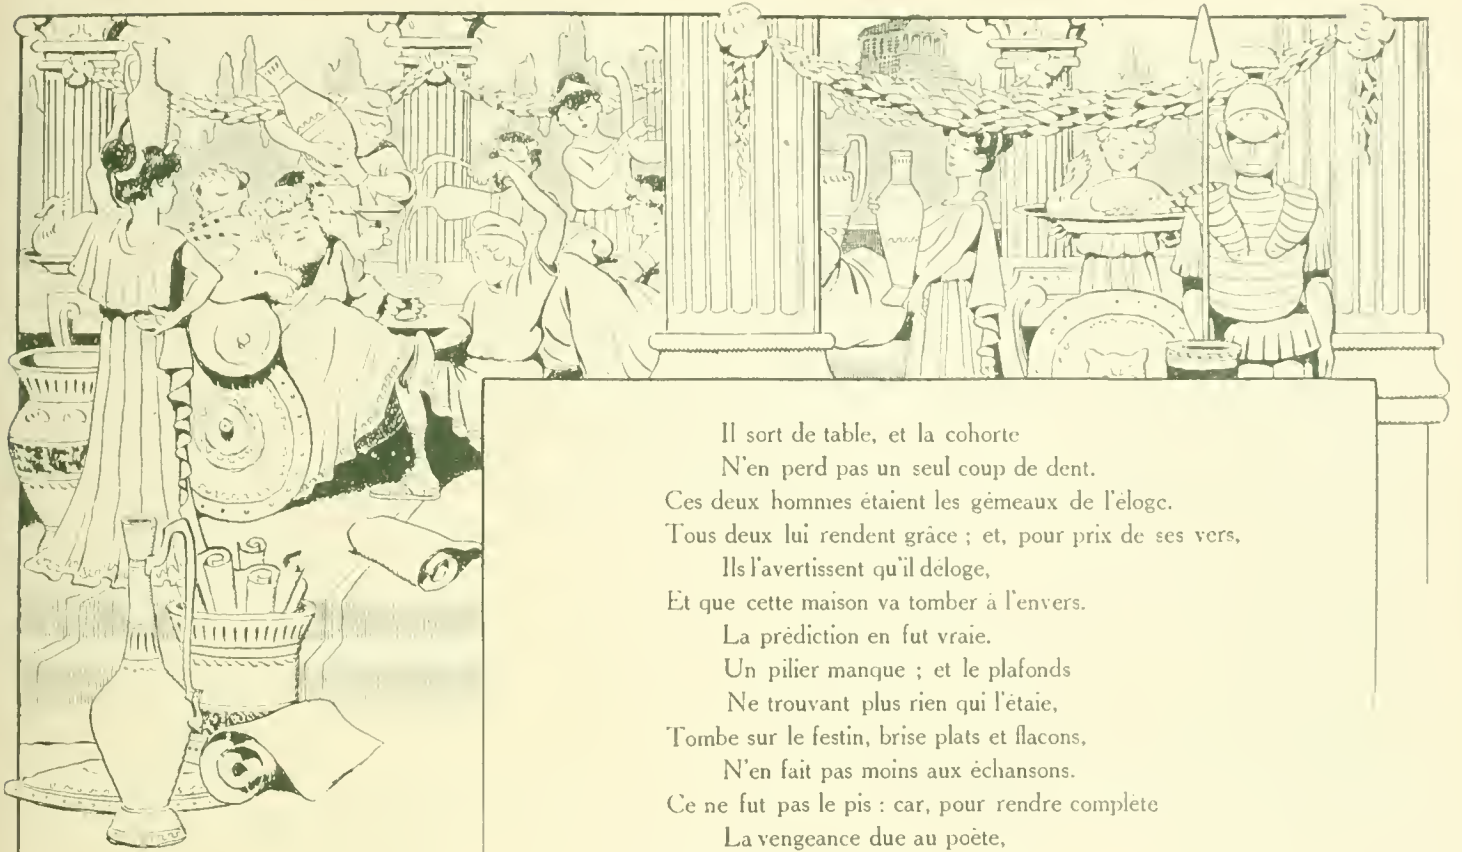 Il sort de table, et la cohorte
N'en perd pas un seul coup de dent.
Ces deux hommes étaient les gémeaux de l'éloge.
Tous deux lui rendent grâce ; et, pour prix de ses vers,
Ils l'avertissent qu'il déloge,
Et que cette maison va tomber à l'envers.
La prédiction en fut vraie.
Un pilier manque ; et le plafonds
Ne trouvant plus rien qui l'étaie,
Tombe sur le festin, brise plats et flacons,
N'en fait pas moins aux échansons.
Ce ne fut pas le pis : car, pour rendre complète
La vengeance due au poète,